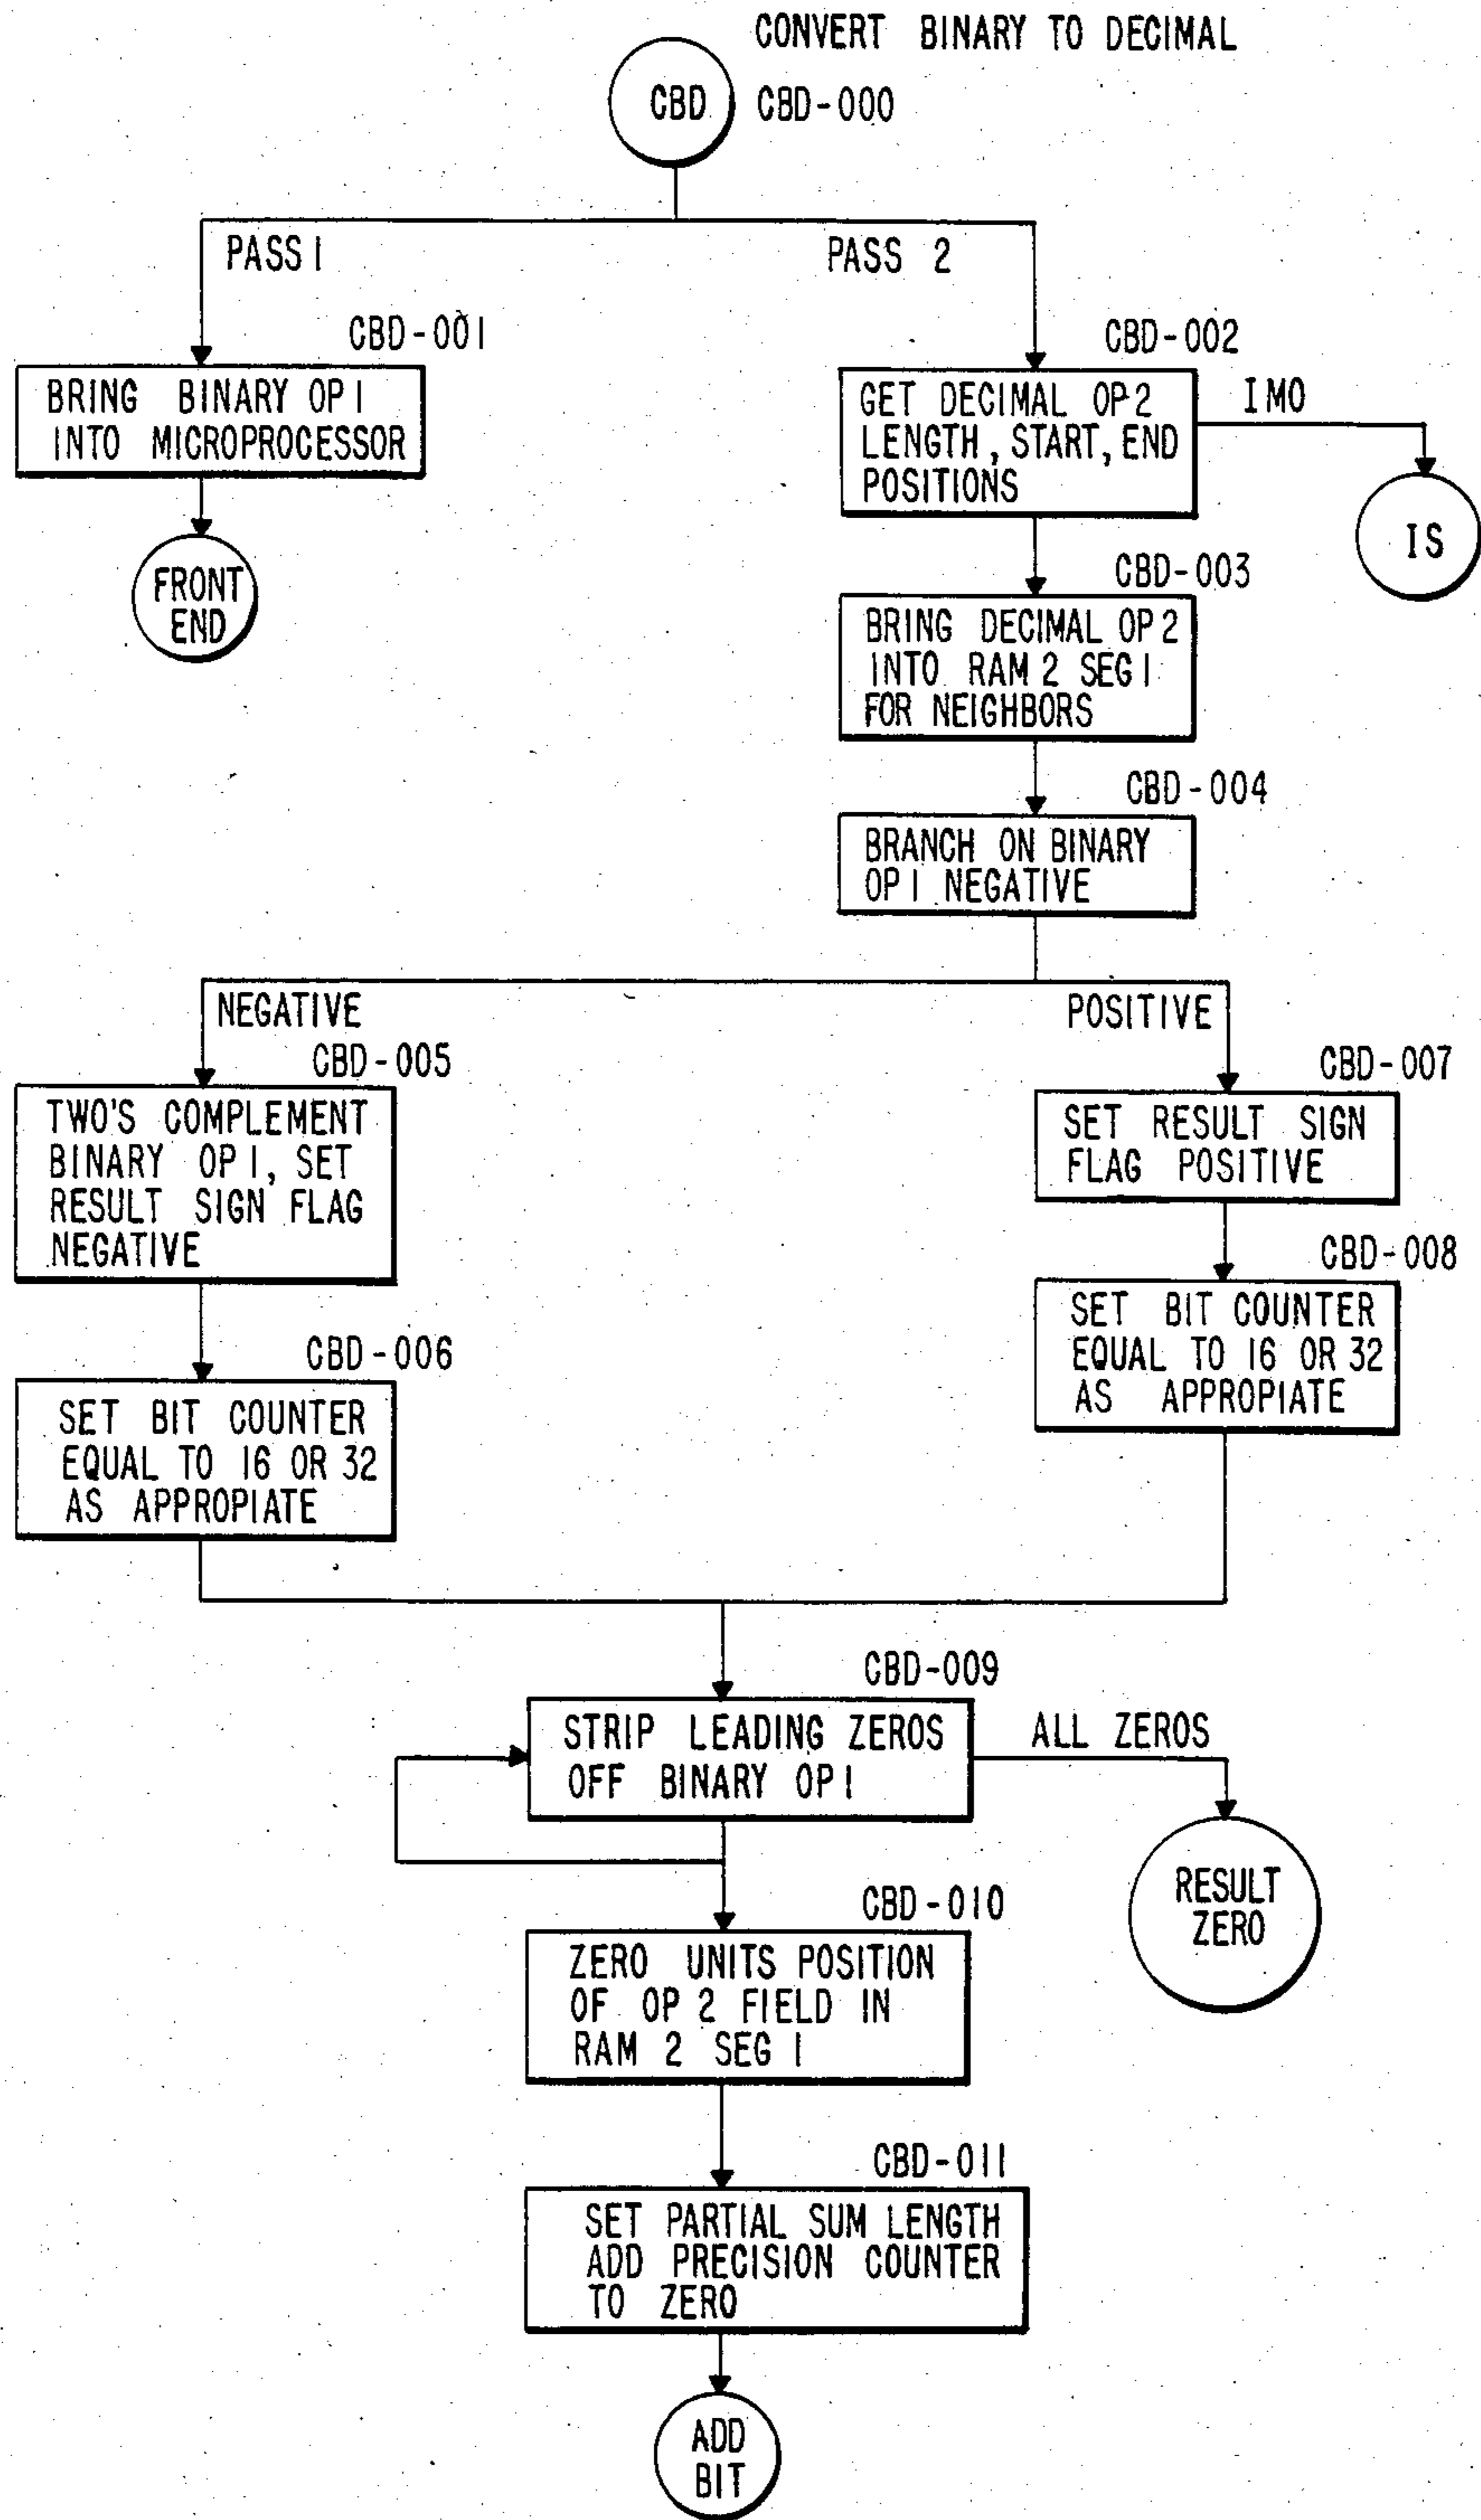 CONVERT BINARY TO DECIMAL
CBD
CBD-000
PASS 1
PASS 2
CBD-001
BRING BINARY OP 1
INTO MICROPROCESSOR
FRONT
END
CBD-002
GET DECIMAL OP 2
LENGTH, START, END
POSITIONS
IMO
IS
CBD-003
BRING DECIMAL OP 2
INTO RAM 2 SEG 1
FOR NEIGHBORS
CBD-004
BRANCH ON BINARY
OP 1 NEGATIVE
NEGATIVE
POSITIVE
CBD-005
TWO'S COMPLEMENT
BINARY OP 1, SET
RESULT SIGN FLAG
NEGATIVE
CBD-007
SET RESULT SIGN
FLAG POSITIVE
CBD-006
SET BIT COUNTER
EQUAL TO 16 OR 32
AS APPROPIATE
CBD-008
SET BIT COUNTER
EQUAL TO 16 OR 32
AS APPROPIATE
CBD-009
STRIP LEADING ZEROS
OFF BINARY OP 1
ALL ZEROS
RESULT
ZERO
CBD-010
ZERO UNITS POSITION
OF OP 2 FIELD IN
RAM 2 SEG 1
CBD-011
SET PARTIAL SUM LENGTH
ADD PRECISION COUNTER
TO ZERO
ADD
BIT